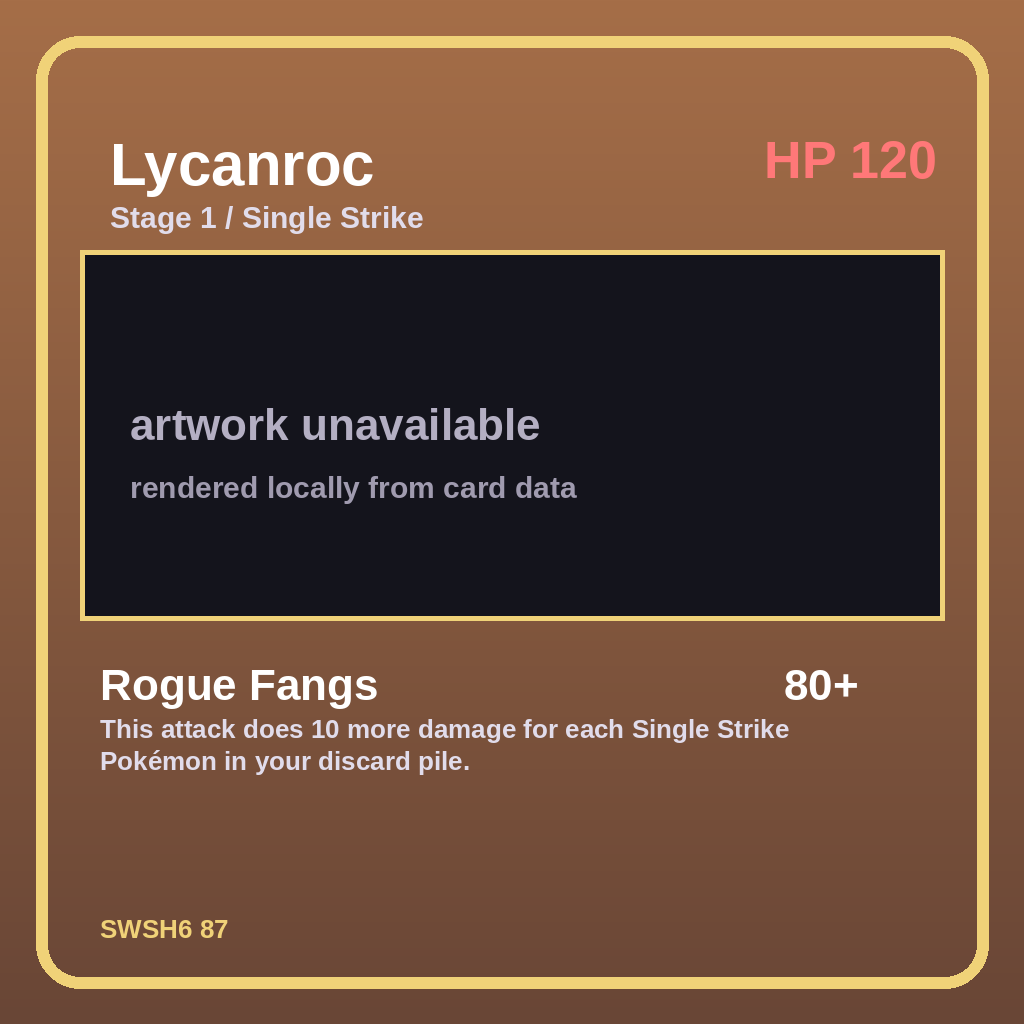 Lycanroc
HP 120
Stage 1 / Single Strike
artwork unavailable
rendered locally from card data
Rogue Fangs
80+
This attack does 10 more damage for each Single Strike
Pokémon in your discard pile.
SWSH6 87